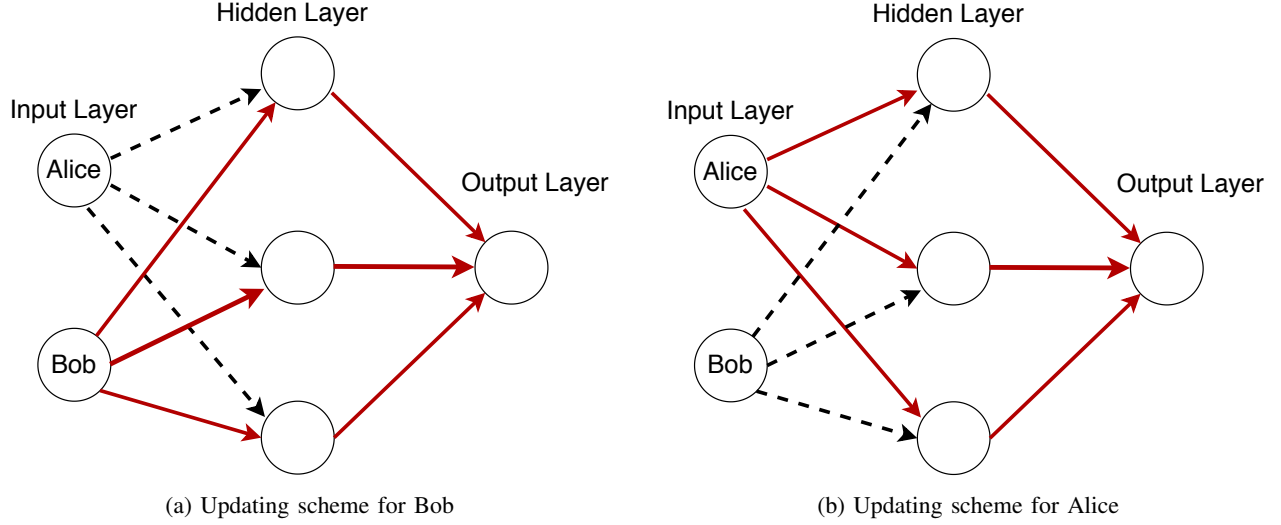 Hidden Layer
Input Layer
Alice
Output Layer
Bob
(a) Updating scheme for Bob
Hidden Layer
Input Layer
Alice
Output Layer
Bob
(b) Updating scheme for Alice